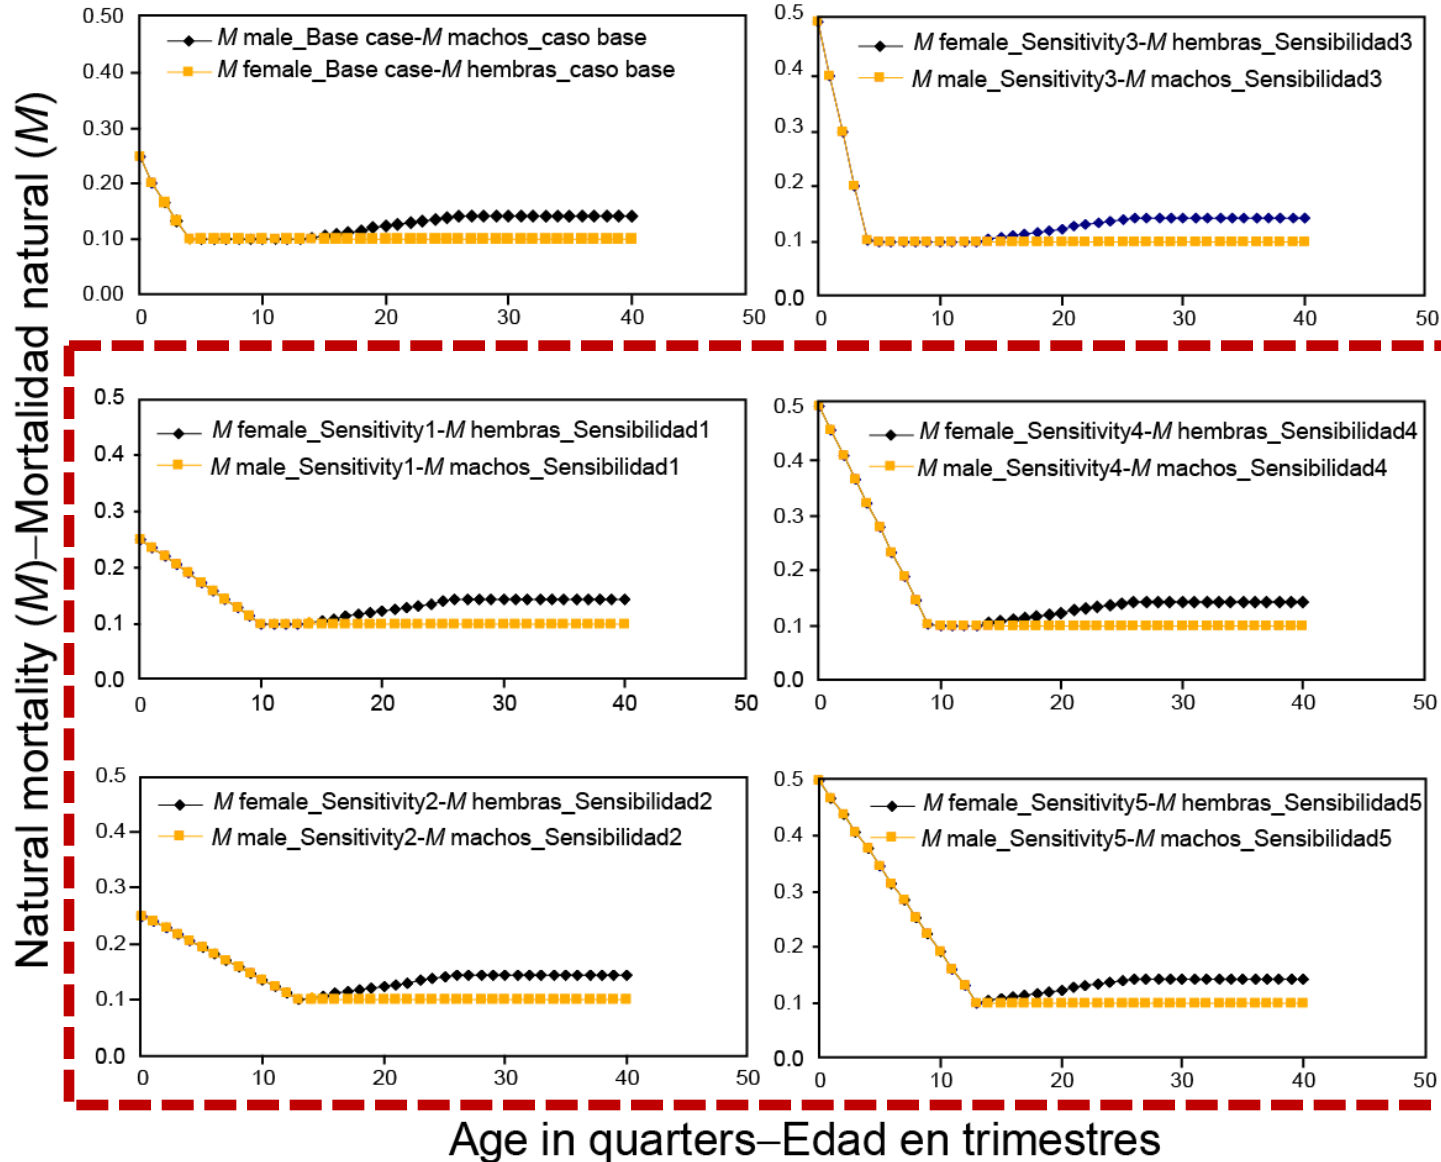 Natural mortality (M)–Mortalidad natural (M)
0.50
0.40
0.30
0.20
0.10
0.00
M male_Base case-M machos_caso base
M female_Base case-M hembras_caso base
0 10 20 30 40 50
0.5
0.4
0.3
0.2
0.1
0.0
M female_Sensitivity3-M hembras_Sensibilidad3
M male_Sensitivity3-M machos_Sensibilidad3
0 10 20 30 40 50
0.5
0.4
0.3
0.2
0.1
0.0
M female_Sensitivity1-M hembras_Sensibilidad1
M male_Sensitivity1-M machos_Sensibilidad1
0 10 20 30 40 50
0.5
0.4
0.3
0.2
0.1
0.0
M female_Sensitivity4-M hembras_Sensibilidad4
M male_Sensitivity4-M machos_Sensibilidad4
0 10 20 30 40 50
0.5
0.4
0.3
0.2
0.1
0.0
M female_Sensitivity2-M hembras_Sensibilidad2
M male_Sensitivity2-M machos_Sensibilidad2
0 10 20 30 40 50
0.5
0.4
0.3
0.2
0.1
0.0
M female_Sensitivity5-M hembras_Sensibilidad5
M male_Sensitivity5-M machos_Sensibilidad5
0 10 20 30 40 50
Age in quarters–Edad en trimestres